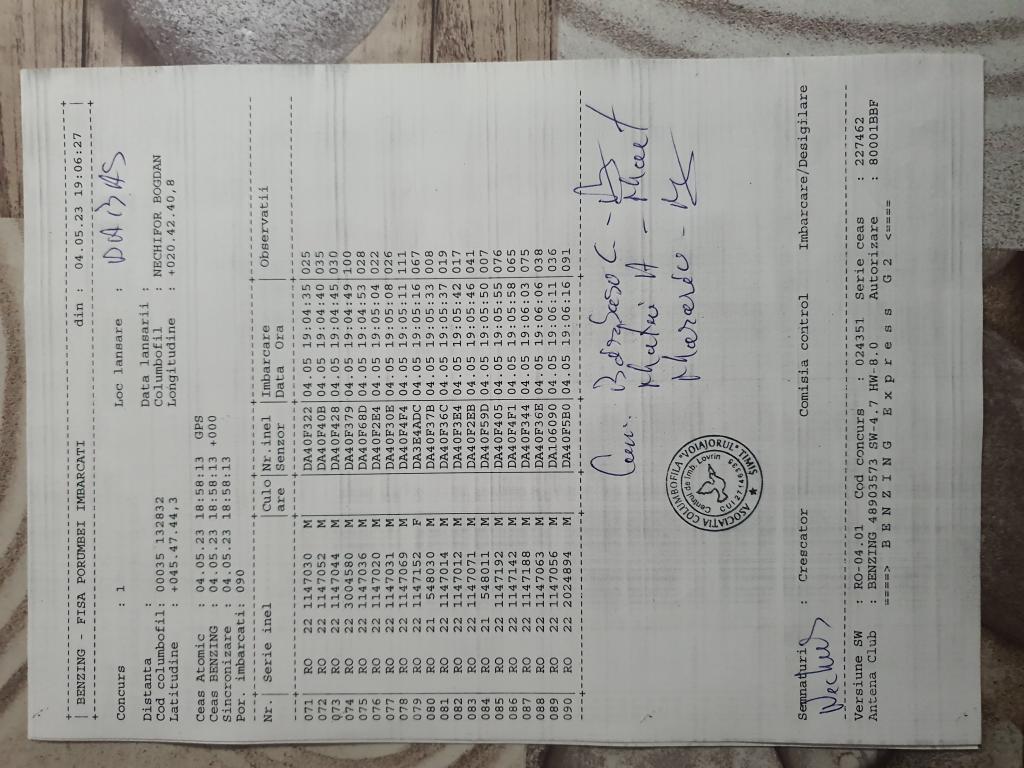 BENZING - FISA PORUMBEI IMBARCATI din : 04.05.23 19:06:27
Concurs : 1 Loc lansare :
Distanta : Data lansarii :
Cod columbofil: 00035 132832 Columbofil : NECHIFOR BOGDAN
Latitudine : +045.47.44,3 Longitudine : +020.42.40,8
Ceas Atomic : 04.05.23 18:58:13 GPS
Ceas BENZING : 04.05.23 18:58:13 +000
Sincronizare : 04.05.23 18:58:13
Por. imbarcati: 090
Nr. | Serie inel |Culo|Nr.inel |Imbarcare | Observatii
are |Senzor |Data Ora
071 RO 22 1147030 M DA40F322 04.05 19:04:35 025
072 RO 22 1147052 M DA40F40B 04.05 19:04:40 035
073 RO 22 1147044 M DA40F428 04.05 19:04:45 030
074 RO 22 3004580 M DA40F379 04.05 19:04:49 100
075 RO 22 1147036 M DA40F68D 04.05 19:04:53 028
076 RO 22 1147020 M DA40F2E4 04.05 19:05:04 022
077 RO 22 1147031 M DA40F30E 04.05 19:05:08 026
078 RO 22 1147069 M DA40F4F4 04.05 19:05:11 111
079 RO 22 1147152 F DA3E4ADC 04.05 19:05:16 067
080 RO 21 548030 M DA40F37B 04.05 19:05:33 008
081 RO 22 1147014 M DA40F36C 04.05 19:05:37 019
082 RO 22 1147012 M DA40F3E4 04.05 19:05:42 017
083 RO 22 1147071 M DA40F2EB 04.05 19:05:46 041
084 RO 21 548011 M DA40F59D 04.05 19:05:50 007
085 RO 22 1147192 M DA40F405 04.05 19:05:55 076
086 RO 22 1147142 M DA40F4F1 04.05 19:05:58 065
087 RO 22 1147188 M DA40F344 04.05 19:06:03 075
088 RO 22 1147063 M DA40F36E 04.05 19:06:06 038
089 RO 22 1147056 M DA106090 04.05 19:06:11 036
090 RO 22 2024894 M DA40F5B0 04.05 19:06:16 091
ASOCIATIA COLUMBOFILA "VOIAJORUL" TIMIS
Centrul de Imb. Lovrin
Semnaturi : Crescator Comisia control Imbarcare/Desigilare
Versiune SW : RO-04.01 Cod concurs : 024351 Serie ceas : 227462
Antena Club : BENZING 48503573 SW-4.7 HW-8.0 Autorizare : 80001BBF
====> B E N Z I N G E x p r e s s G 2 <====